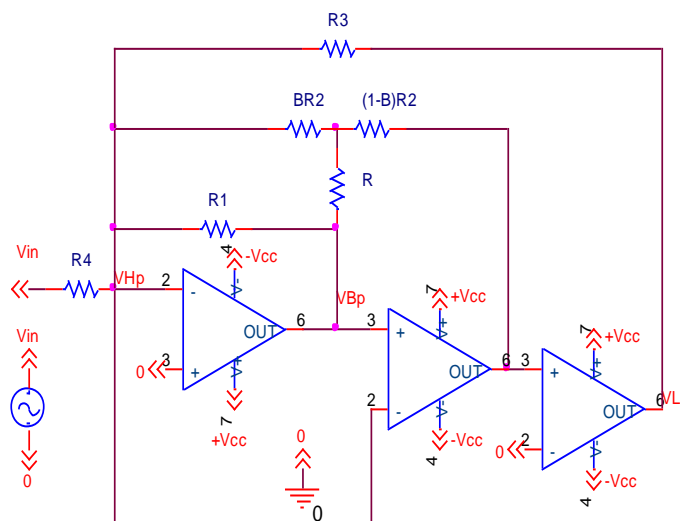 R3
BR2
(1-B)R2
R
R1
Vin
R4
VHp
2
-
4
-Vcc
V-
OUT
6
VBp
0
3
+
V+
7
+Vcc
3
+
7
+Vcc
V+
OUT
6
2
-
V-
4
-Vcc
3
+
7
+Vcc
V+
OUT
6
VL
0
2
-
V-
4
-Vcc
Vin
0
0
0